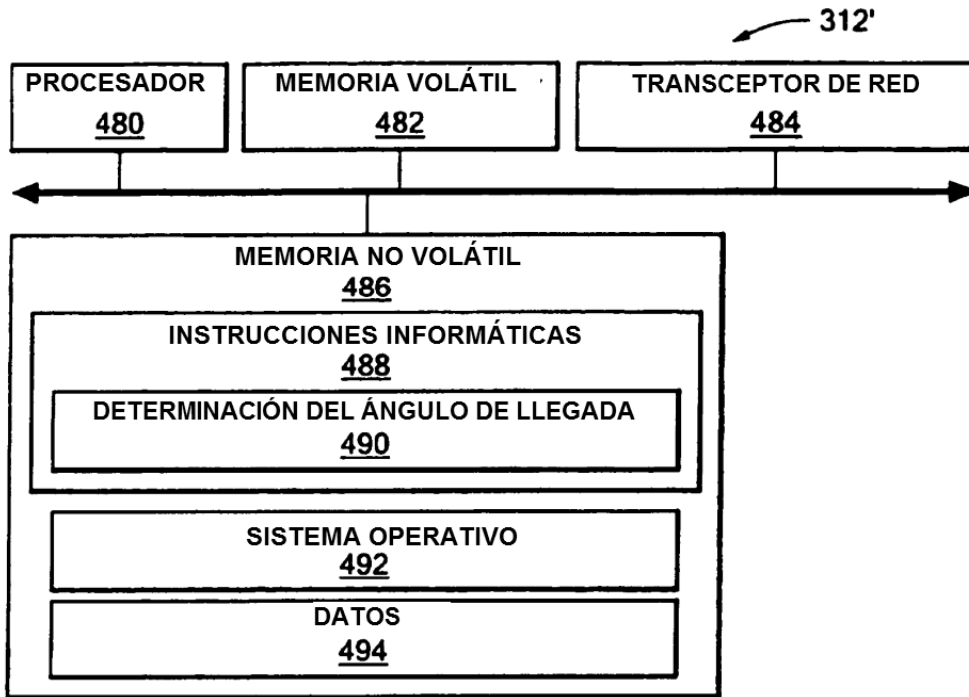 312'
PROCESADOR
480
MEMORIA VOLÁTIL
482
TRANSCEPTOR DE RED
484
MEMORIA NO VOLÁTIL
486
INSTRUCCIONES INFORMÁTICAS
488
DETERMINACIÓN DEL ÁNGULO DE LLEGADA
490
SISTEMA OPERATIVO
492
DATOS
494